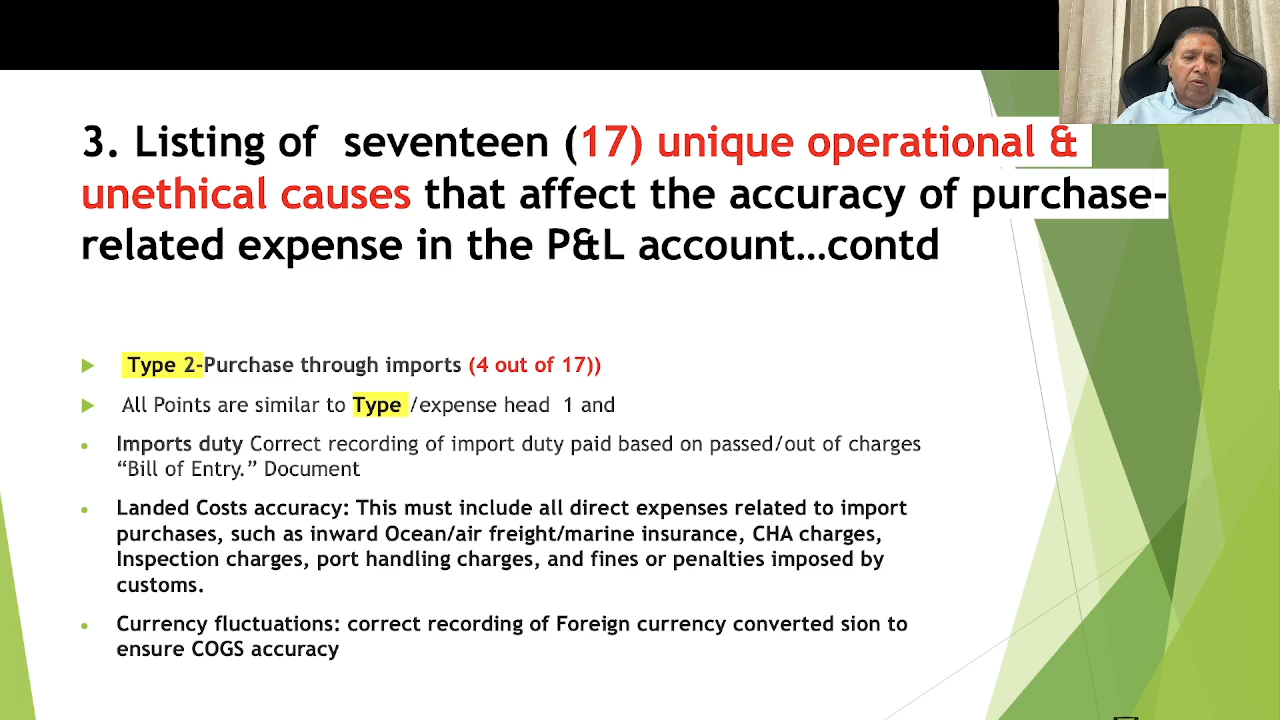 3. Listing of seventeen (17) unique operational &
unethical causes that affect the accuracy of purchase-
related expense in the P&L account...contd
Type 2-Purchase through imports (4 out of 17))
All Points are similar to Type /expense head 1 and
Imports duty Correct recording of import duty paid based on passed/out of charges
“Bill of Entry.” Document
Landed Costs accuracy: This must include all direct expenses related to import
purchases, such as inward Ocean/air freight/marine insurance, CHA charges,
Inspection charges, port handling charges, and fines or penalties imposed by
customs.
Currency fluctuations: correct recording of Foreign currency converted sion to
ensure COGS accuracy